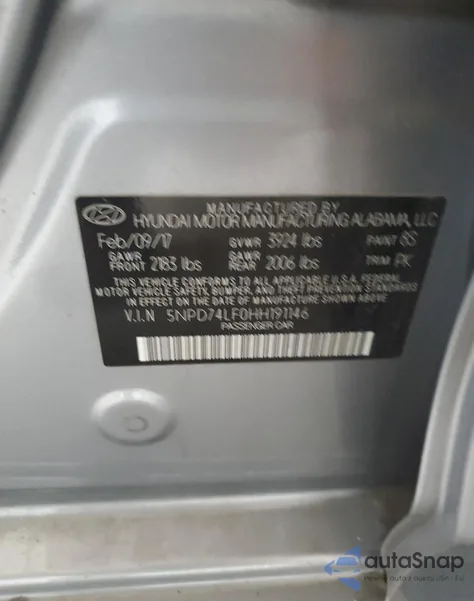 MANUFACTURED BY
HYUNDAI MOTOR MANUFACTURING ALABAMA, LLC
Feb/09/17 GVWR 3924 lbs PAINT 8S
GAWR FRONT 2183 lbs GAWR REAR 2006 lbs TRIM PK
THIS VEHICLE CONFORMS TO ALL APPLICABLE FEDERAL
MOTOR VEHICLE SAFETY, BUMPER, AND THEFT PREVENTION STANDARDS
IN EFFECT ON THE DATE OF MANUFACTURE SHOWN ABOVE.
V.I.N 5NPD74LF0HH191146
PASSENGER CAR
autaSnap